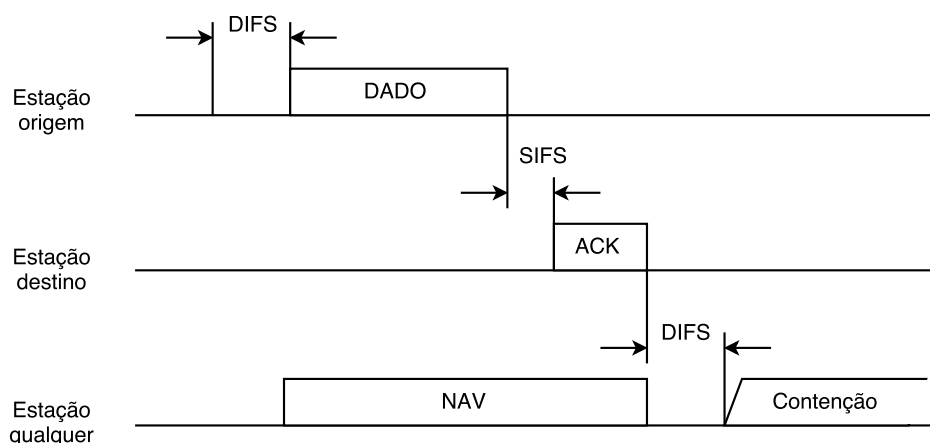 DIFS
DADO
Estação
origem
SIFS
ACK
Estação
destino
DIFS
NAV
Contenção
Estação
qualquer